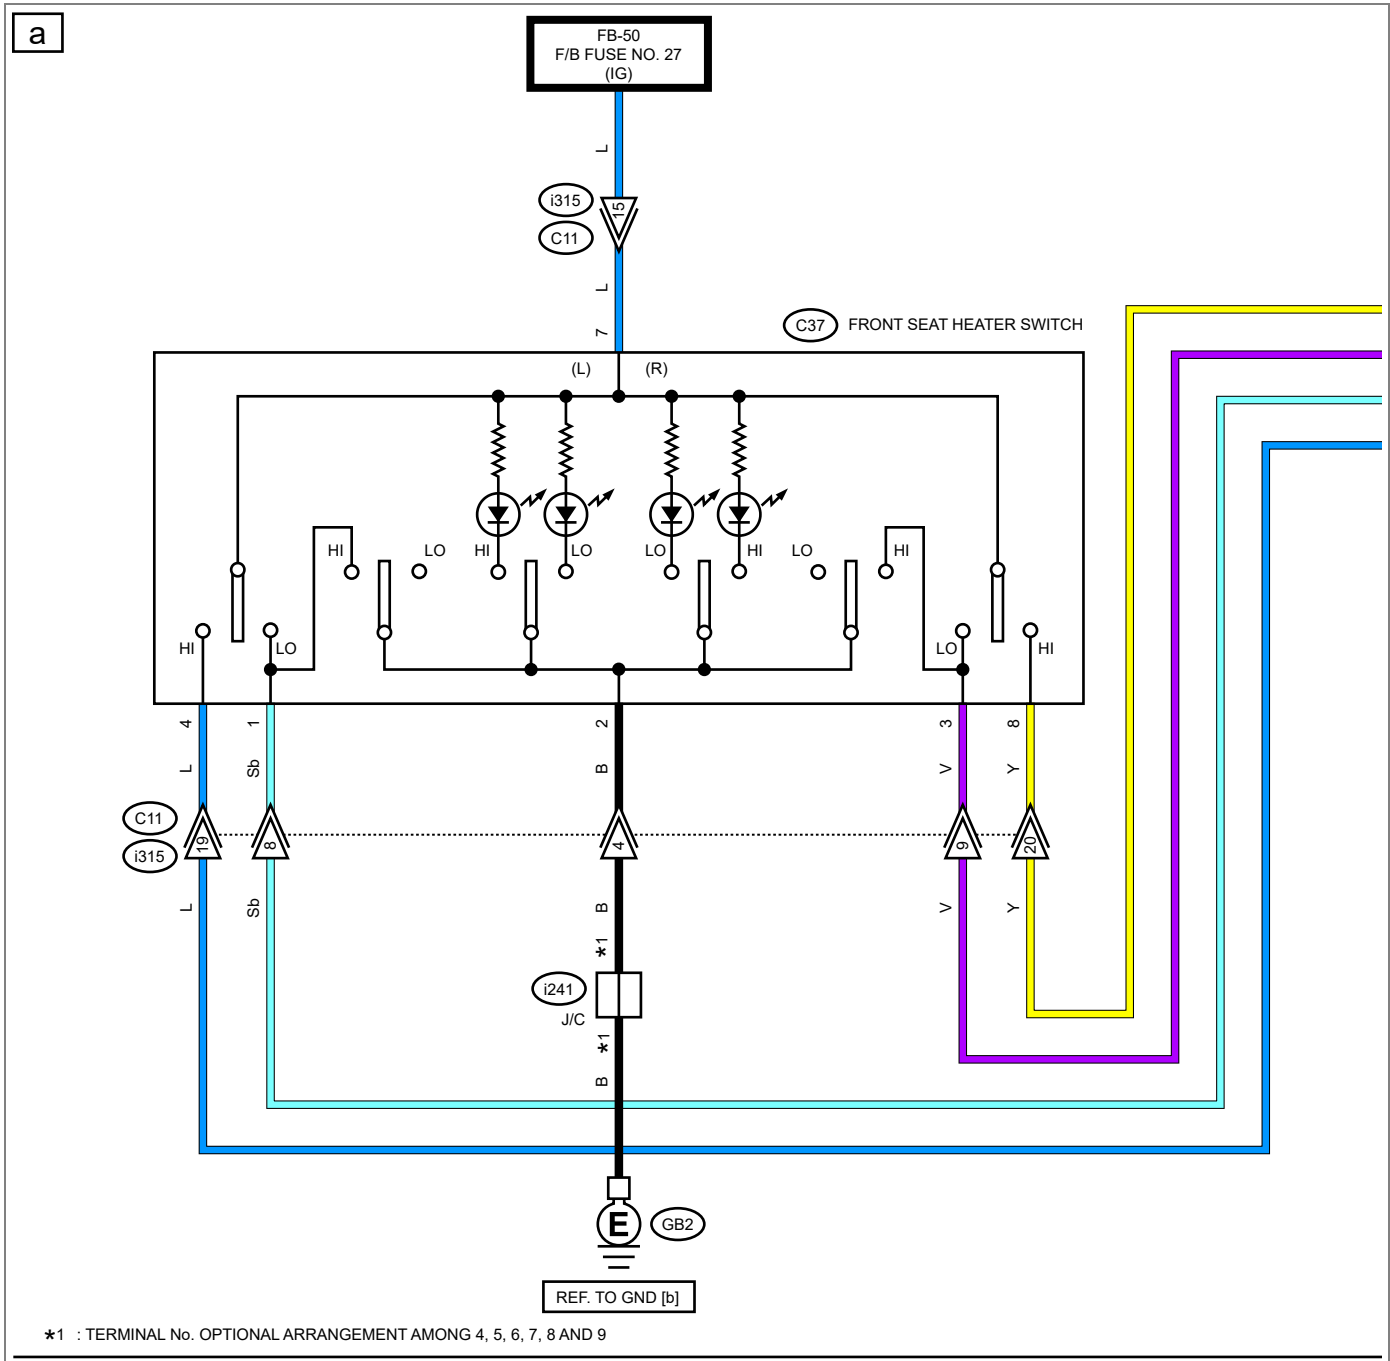 a
FB-50
F/B FUSE NO. 27
(IG)
L
i315
15
C11
L
7
C37 FRONT SEAT HEATER SWITCH
(L) (R)
HI LO HI LO LO HI LO HI
HI LO LO HI
4 1 2 3 8
L Sb B V Y
C11
i315
19 8 4 9 20
L Sb B V Y
*1
i241
J/C
*1
B
E GB2
REF. TO GND [b]
*1 : TERMINAL No. OPTIONAL ARRANGEMENT AMONG 4, 5, 6, 7, 8 AND 9